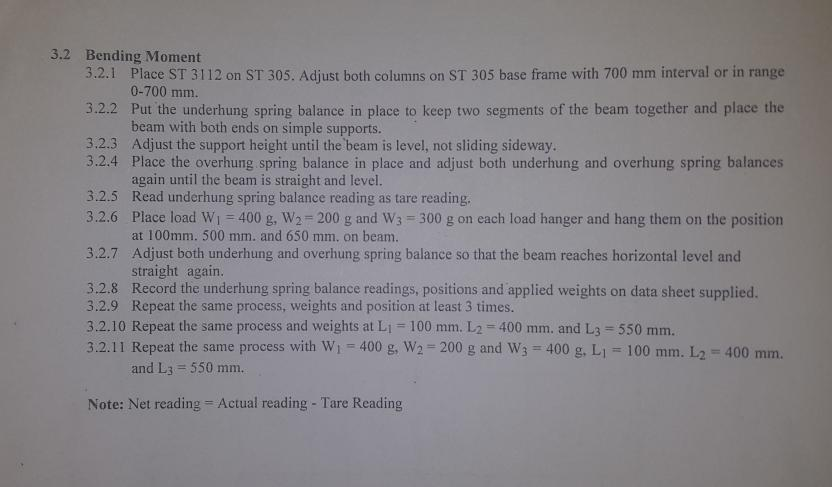 3.2 Bending Moment
3.2.1 Place ST 3112 on ST 305. Adjust both columns on ST 305 base frame with 700 mm interval or in range
0-700 mm.
3.2.2 Put the underhung spring balance in place to keep two segments of the beam together and place the
beam with both ends on simple supports.
3.2.3 Adjust the support height until the beam is level, not sliding sideway.
3.2.4 Place the overhung spring balance in place and adjust both underhung and overhung spring balances
again until the beam is straight and level.
3.2.5 Read underhung spring balance reading as tare reading.
3.2.6 Place load W₁ = 400 g, W₂ = 200 g and W₃ = 300 g on each load hanger and hang them on the position
at 100mm. 500 mm. and 650 mm. on beam.
3.2.7 Adjust both underhung and overhung spring balance so that the beam reaches horizontal level and
straight again.
3.2.8 Record the underhung spring balance readings, positions and applied weights on data sheet supplied.
3.2.9 Repeat the same process, weights and position at least 3 times.
3.2.10 Repeat the same process and weights at L₁ = 100 mm. L₂ = 400 mm. and L₃ = 550 mm.
3.2.11 Repeat the same process with W₁ = 400 g, W₂ = 200 g and W₃ = 400 g, L₁ = 100 mm. L₂ = 400 mm.
and L₃ = 550 mm.
Note: Net reading = Actual reading - Tare Reading